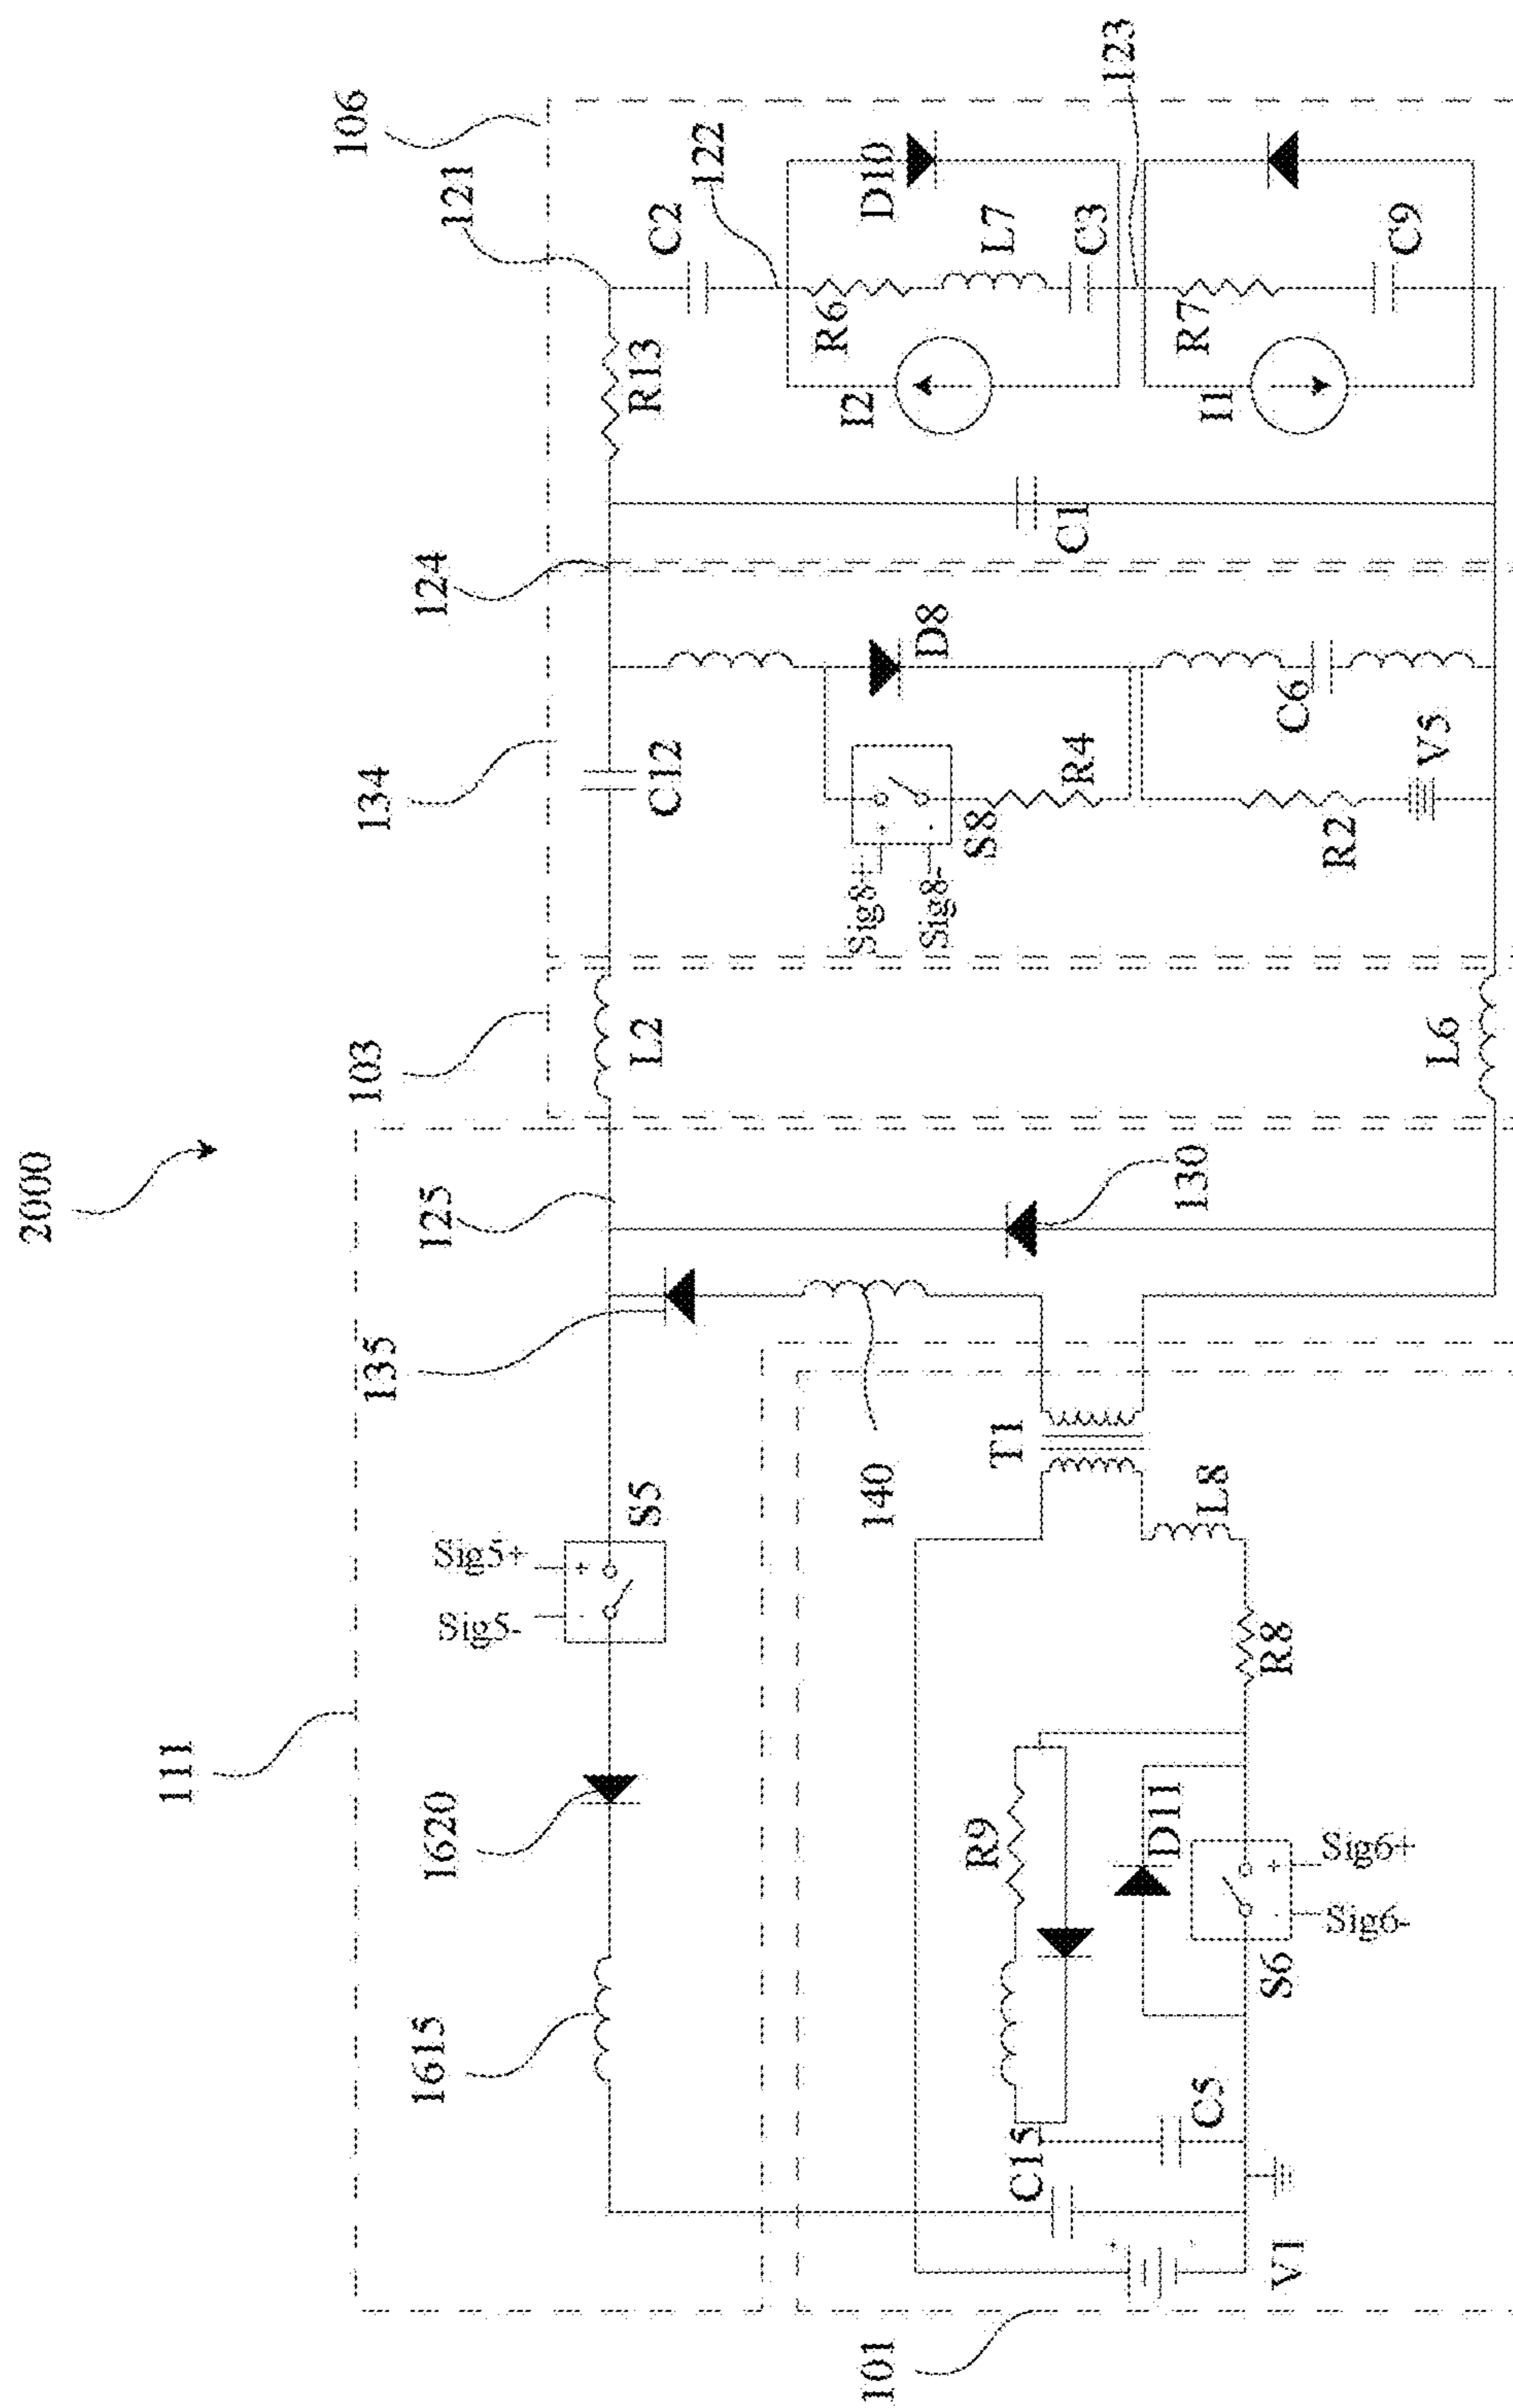 2000
106
121
C2
122
D10
123
R13
R6
L7
C3
I2
R7
C9
I1
124
C1
134
C12
D8
Sig8+
+
Sig8-
-
S8
R4
C6
R2
V5
103
L2
L6
125
130
135
140
T1
L8
111
Sig5+
+
Sig5-
-
S5
1620
1615
R8
R9
D11
Sig6+
+
Sig6-
-
S6
C15
C5
+
-
V1
101